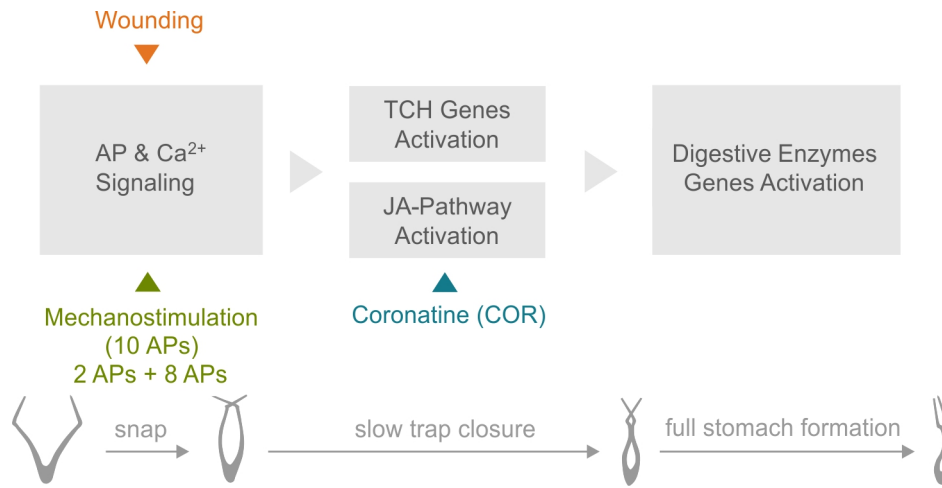 Wounding
AP & Ca²⁺
Signaling
TCH Genes
Activation
JA-Pathway
Activation
Digestive Enzymes
Genes Activation
Mechanostimulation
(10 APs)
2 APs + 8 APs
Coronatine (COR)
snap
slow trap closure
full stomach formation